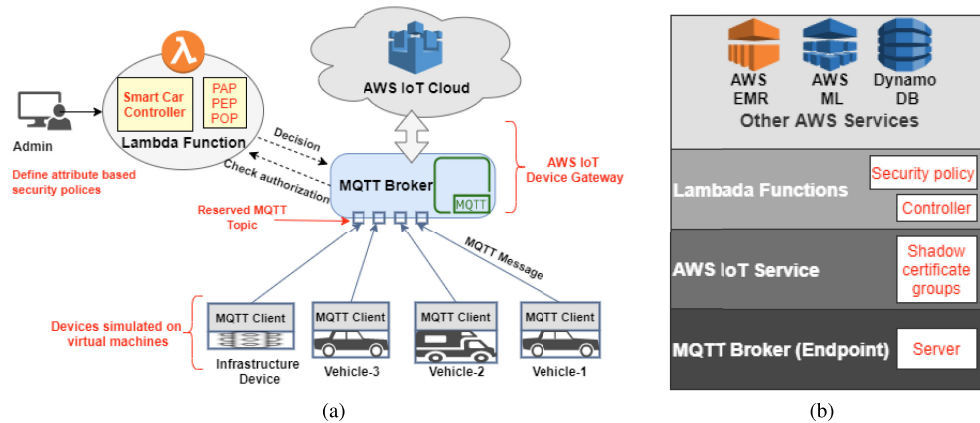 Admin
Define attribute based
security polices
Smart Car
Controller
PAP
PEP
POP
Lambda Function
λ
AWS IoT Cloud
Decision
Check authorization
MQTT Broker
MQTT
AWS IoT
Device Gateway
Reserved MQTT
Topic
MQTT Message
Devices simulated on
virtual machines
MQTT Client
Infrastructure
Device
MQTT Client
Vehicle-3
MQTT Client
Vehicle-2
MQTT Client
Vehicle-1
(a)
AWS
EMR
AWS
ML
Dynamo
DB
Other AWS Services
Lambada Functions
Security policy
Controller
AWS IoT Service
Shadow
certificate
groups
MQTT Broker (Endpoint)
Server
(b)